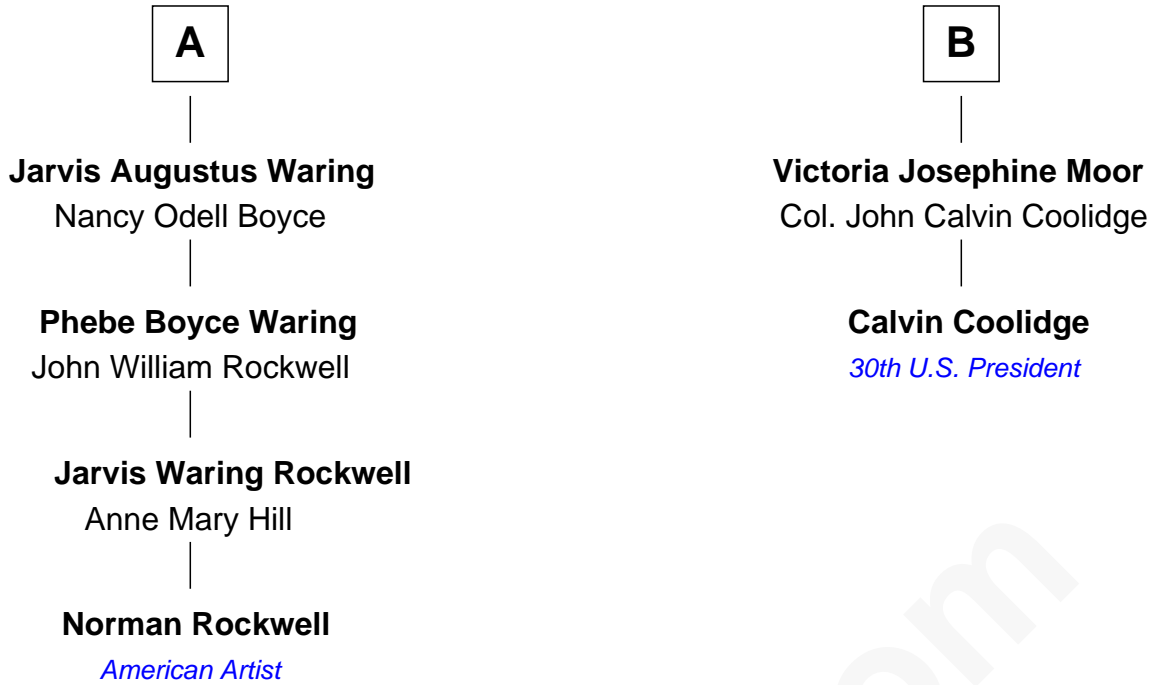 A
Jarvis Augustus Waring
Nancy Odell Boyce
Phebe Boyce Waring
John William Rockwell
Jarvis Waring Rockwell
Anne Mary Hill
Norman Rockwell
American Artist
B
Victoria Josephine Moor
Col. John Calvin Coolidge
Calvin Coolidge
30th U.S. President
om